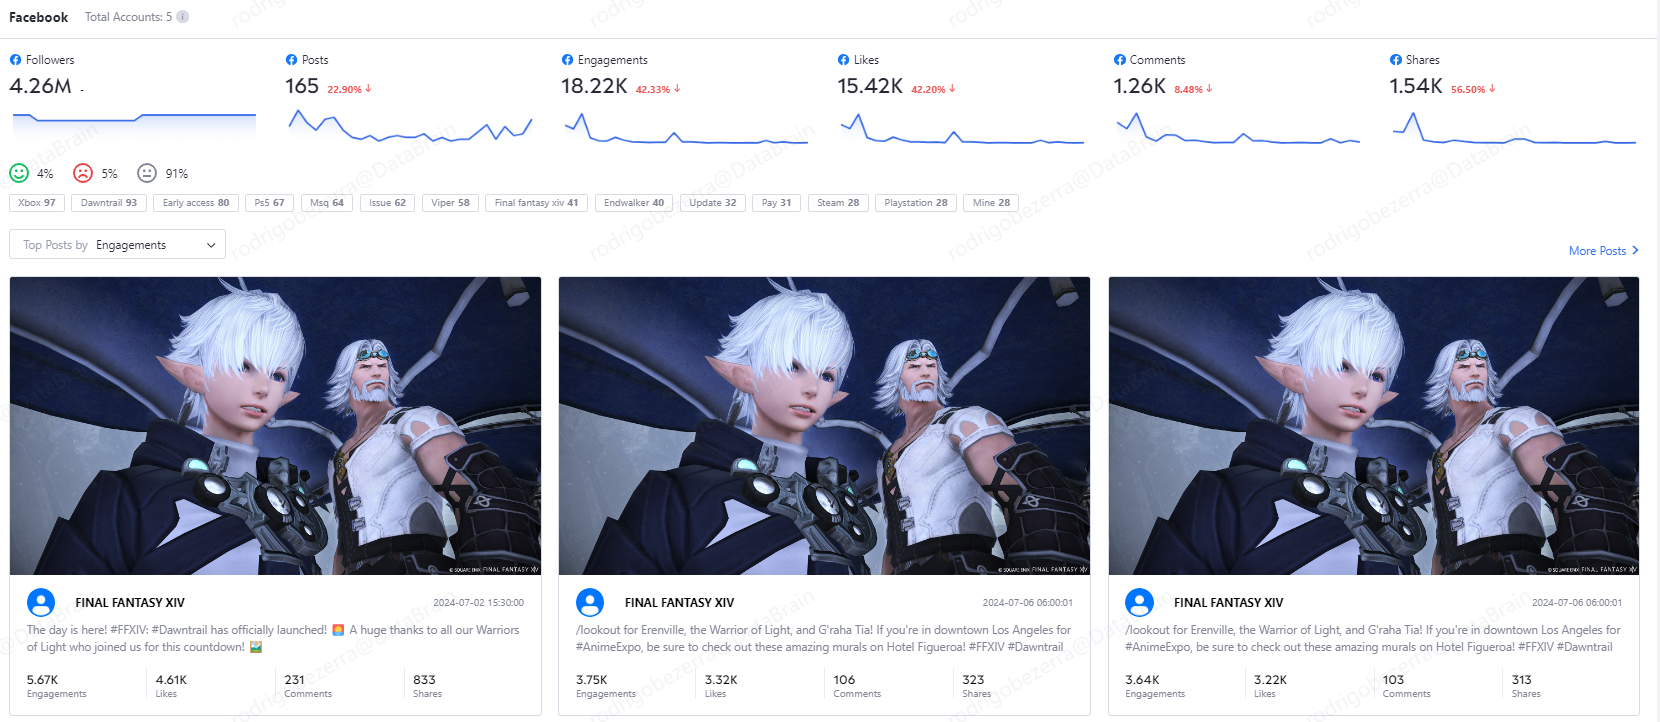 Facebook Total Accounts: 5
Followers Posts Engagements Likes Comments Shares
4.26M - 165 22.90% ↓ 18.22K 42.33% ↓ 15.42K 42.20% ↓ 1.26K 8.48% ↓ 1.54K 56.50% ↓
4% 5% 91%
Xbox 97 Dawntrail 93 Early access 80 Ps5 67 Msq 64 Issue 62 Viper 58 Final fantasy xiv 41 Endwalker 40 Update 32 Pay 31 Steam 28 Playstation 28 Mine 28
Top Posts by Engagements
More Posts
© SQUARE ENIX FINAL FANTASY XIV
© SQUARE ENIX FINAL FANTASY XIV
© SQUARE ENIX FINAL FANTASY XIV
FINAL FANTASY XIV 2024-07-02 15:30:00
The day is here! #FFXIV: #Dawntrail has officially launched! 🌅 A huge thanks to all our Warriors
of Light who joined us for this countdown! 🖼️
5.67K 4.61K 231 833
Engagements Likes Comments Shares
FINAL FANTASY XIV 2024-07-06 06:00:01
/lookout for Erenville, the Warrior of Light, and G'raha Tia! If you're in downtown Los Angeles for
#AnimeExpo, be sure to check out these amazing murals on Hotel Figueroa! #FFXIV #Dawntrail
3.75K 3.32K 106 323
Engagements Likes Comments Shares
FINAL FANTASY XIV 2024-07-06 06:00:01
/lookout for Erenville, the Warrior of Light, and G'raha Tia! If you're in downtown Los Angeles for
#AnimeExpo, be sure to check out these amazing murals on Hotel Figueroa! #FFXIV #Dawntrail
3.64K 3.22K 103 313
Engagements Likes Comments Shares
rodrigobezerra@DataBrain